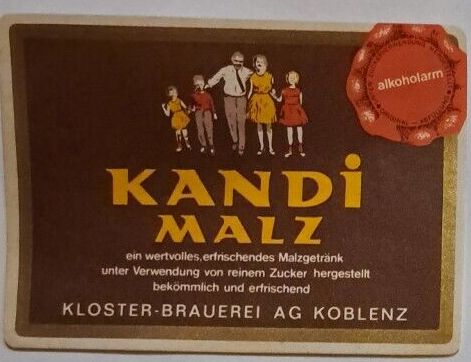 alkoholarm
KANDi
MALZ
ein wertvolles,erfrischendes Malzgetränk
unter Verwendung von reinem Zucker hergestellt
bekömmlich und erfrischend
KLOSTER-BRAUEREI AG KOBLENZ